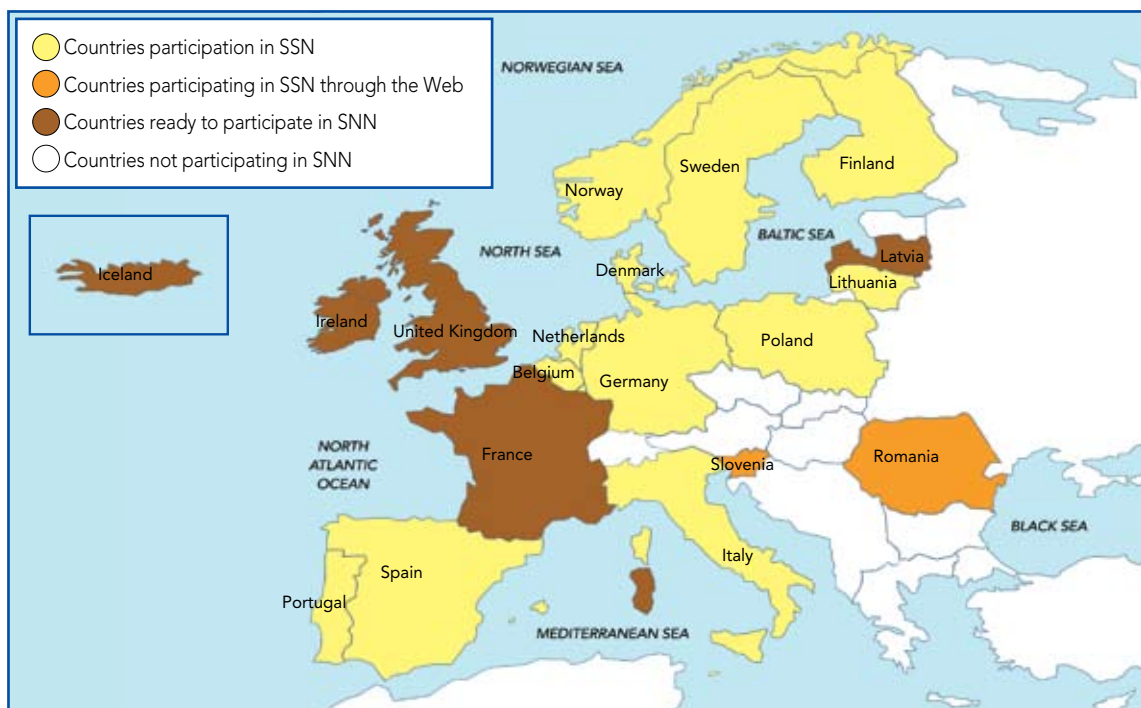 Countries participation in SSN
Countries participating in SSN through the Web
Countries ready to participate in SNN
Countries not participating in SNN
NORWEGIAN SEA
Sweden
Finland
Norway
BALTIC SEA
NORTH SEA
Latvia
Iceland
Denmark
Lithuania
Ireland
United Kingdom
Netherlands
Poland
Belgium
Germany
NORTH
ATLANTIC
OCEAN
France
Slovenia
Romania
BLACK SEA
Italy
Spain
Portugal
MEDITERRANEAN SEA